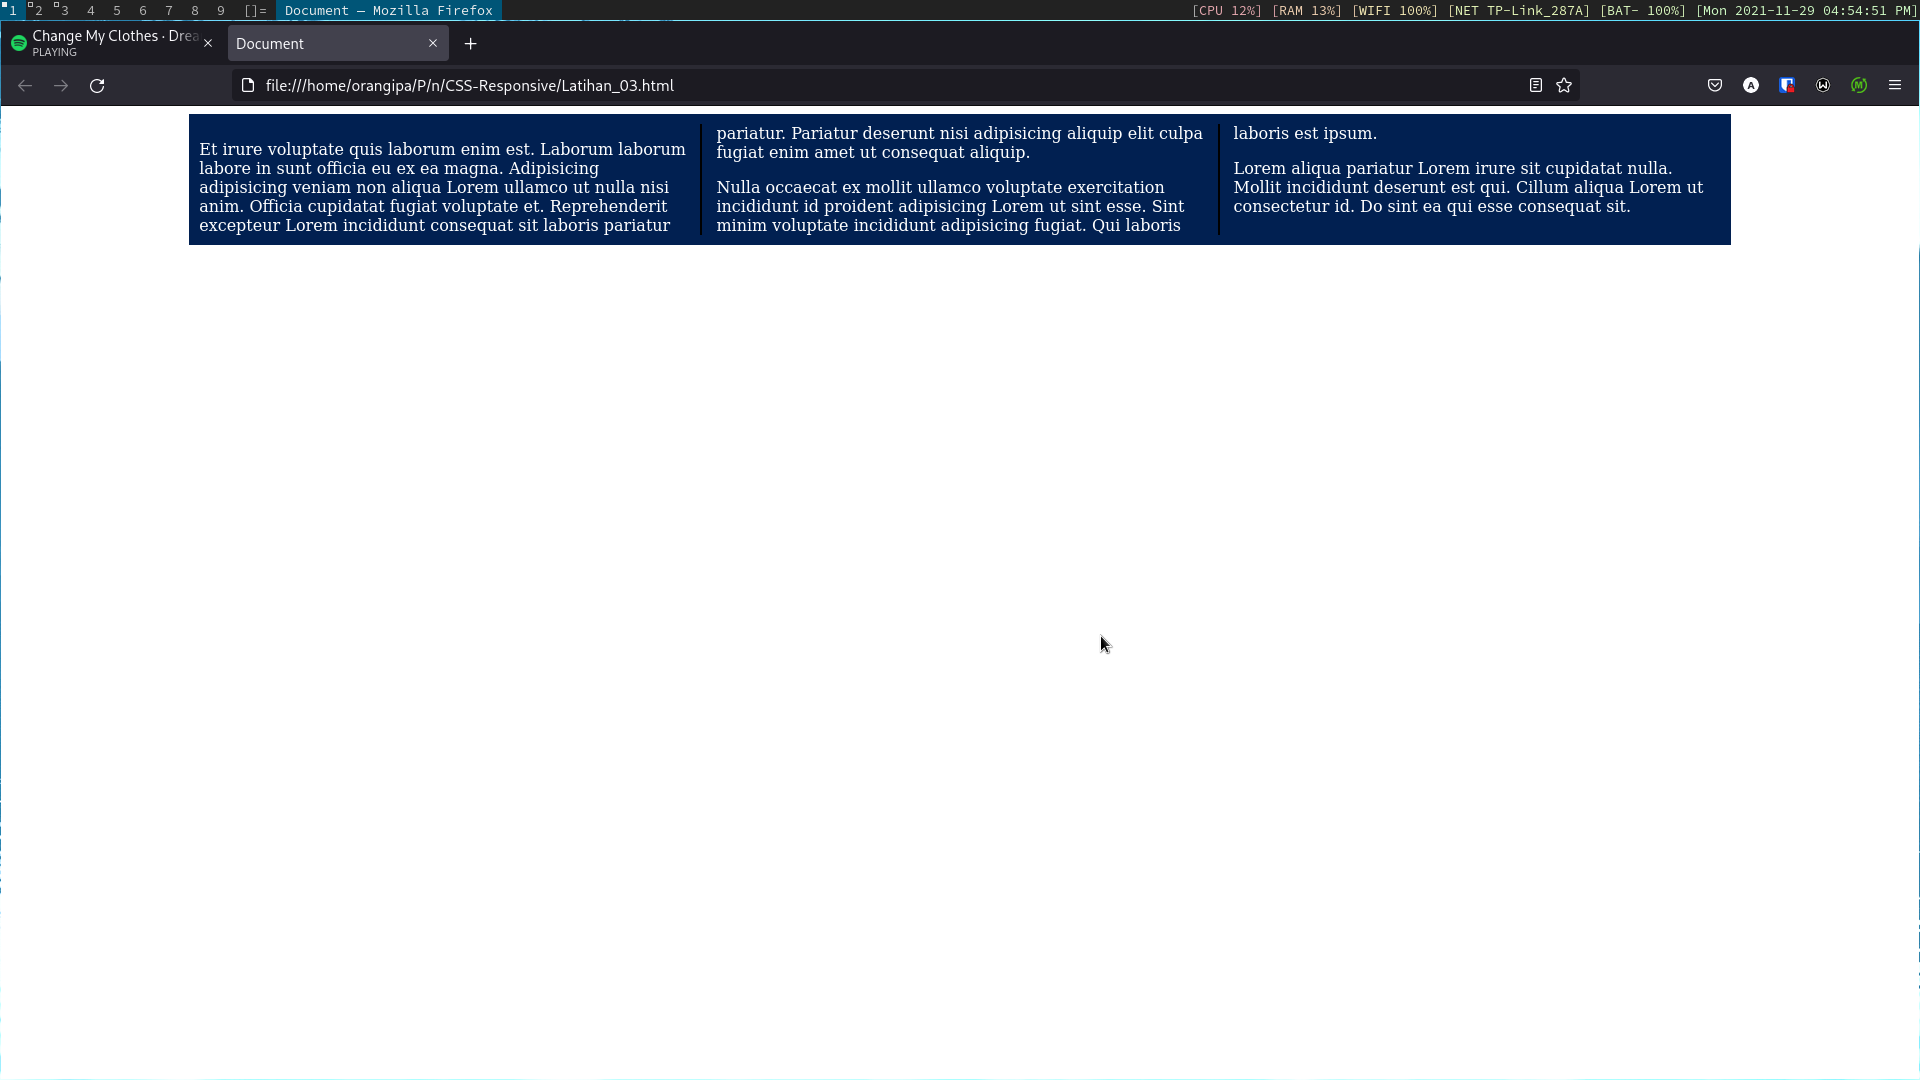 1 2 3 4 5 6 7 8 9 []= Document — Mozilla Firefox [CPU 12%] [RAM 13%] [WIFI 100%] [NET TP-Link_287A] [BAT- 100%] [Mon 2021-11-29 04:54:51 PM]
Change My Clothes · Drea
PLAYING
Document
file:///home/orangipa/P/n/CSS-Responsive/Latihan_03.html
Et irure voluptate quis laborum enim est. Laborum laborum
labore in sunt officia eu ex ea magna. Adipisicing
adipisicing veniam non aliqua Lorem ullamco ut nulla nisi
anim. Officia cupidatat fugiat voluptate et. Reprehenderit
excepteur Lorem incididunt consequat sit laboris pariatur
pariatur. Pariatur deserunt nisi adipisicing aliquip elit culpa
fugiat enim amet ut consequat aliquip.
Nulla occaecat ex mollit ullamco voluptate exercitation
incididunt id proident adipisicing Lorem ut sint esse. Sint
minim voluptate incididunt adipisicing fugiat. Qui laboris
laboris est ipsum.
Lorem aliqua pariatur Lorem irure sit cupidatat nulla.
Mollit incididunt deserunt est qui. Cillum aliqua Lorem ut
consectetur id. Do sint ea qui esse consequat sit.